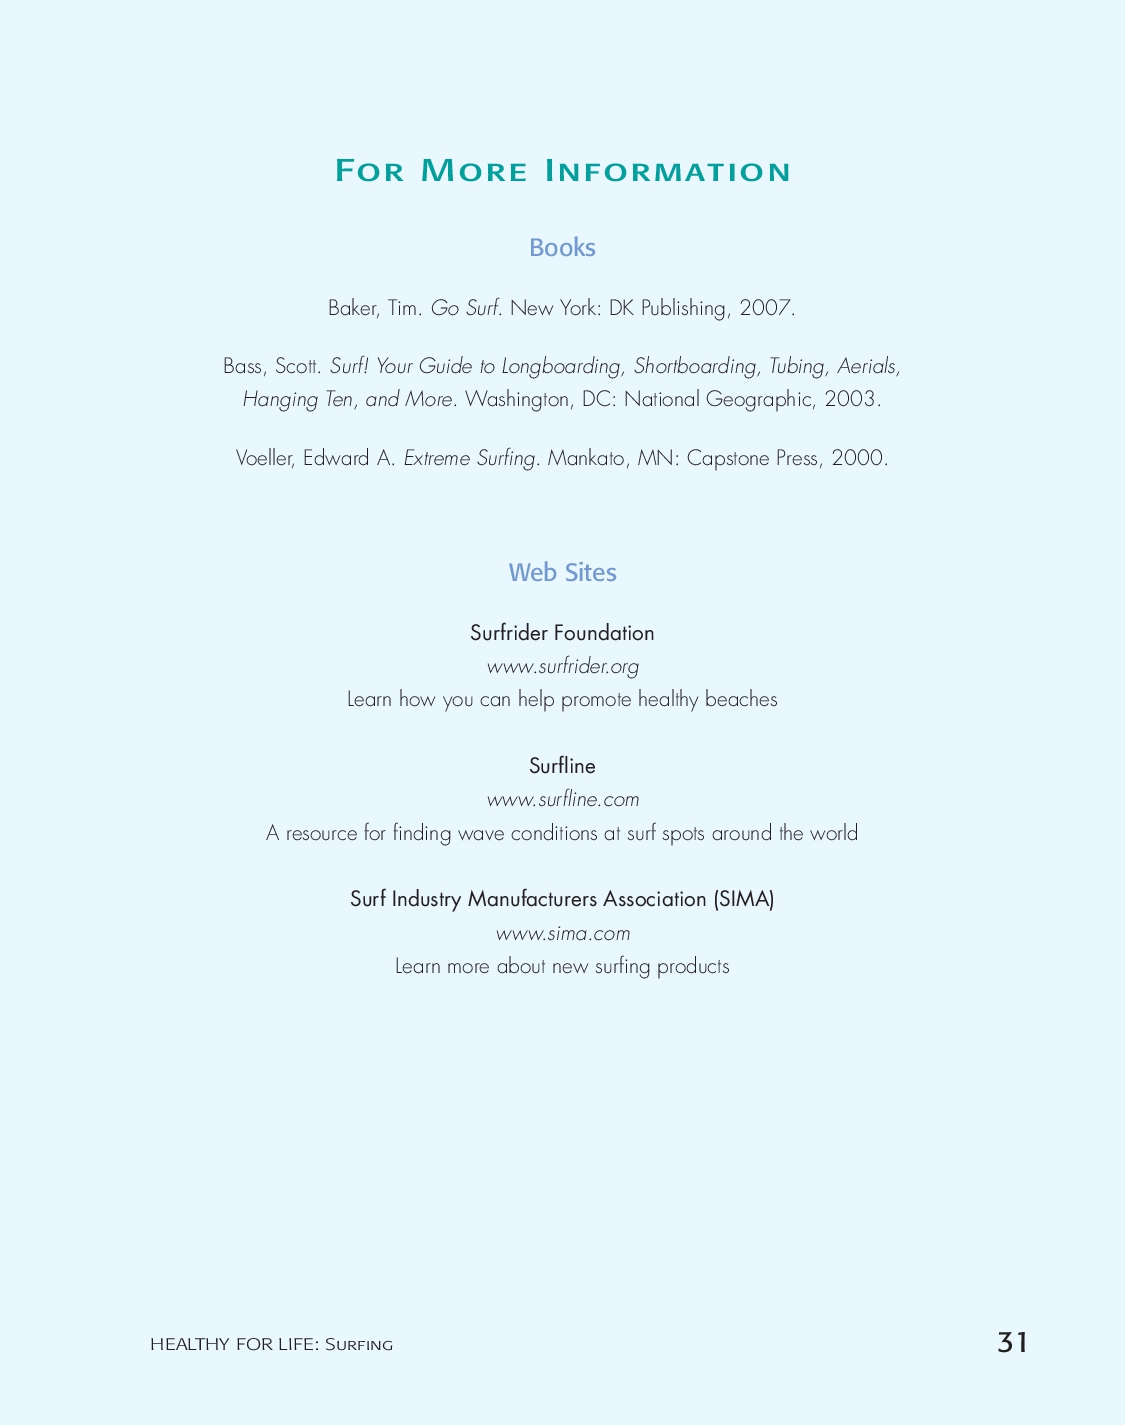 For More Information
Books
Baker, Tim. Go Surf. New York: DK Publishing, 2007.
Bass, Scott. Surf! Your Guide to Longboarding, Shortboarding, Tubing, Aerials,
Hanging Ten, and More. Washington, DC: National Geographic, 2003.
Voeller, Edward A. Extreme Surfing. Mankato, MN: Capstone Press, 2000.
Web Sites
Surfrider Foundation
www.surfrider.org
Learn how you can help promote healthy beaches
Surfline
www.surfline.com
A resource for finding wave conditions at surf spots around the world
Surf Industry Manufacturers Association (SIMA)
www.sima.com
Learn more about new surfing products
HEALTHY FOR LIFE: Surfing
31